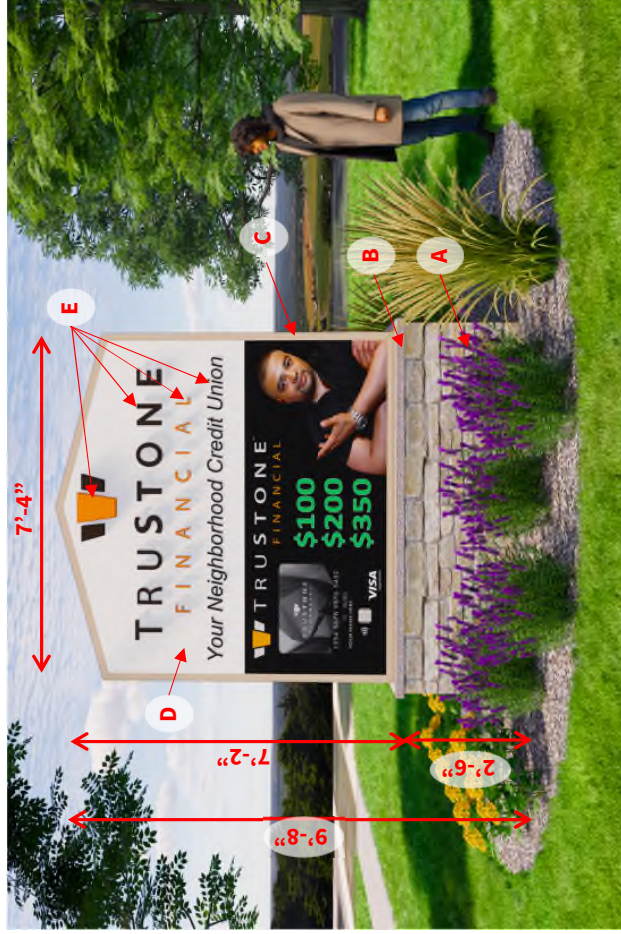 7'-4”
E
TRUSTONE
FINANCIAL
Your Neighborhood Credit Union
TRUSTONE
FINANCIAL
$100
$200
$350
VISA
D
C
B
A
7'-2”
2'-6”
9'-8”